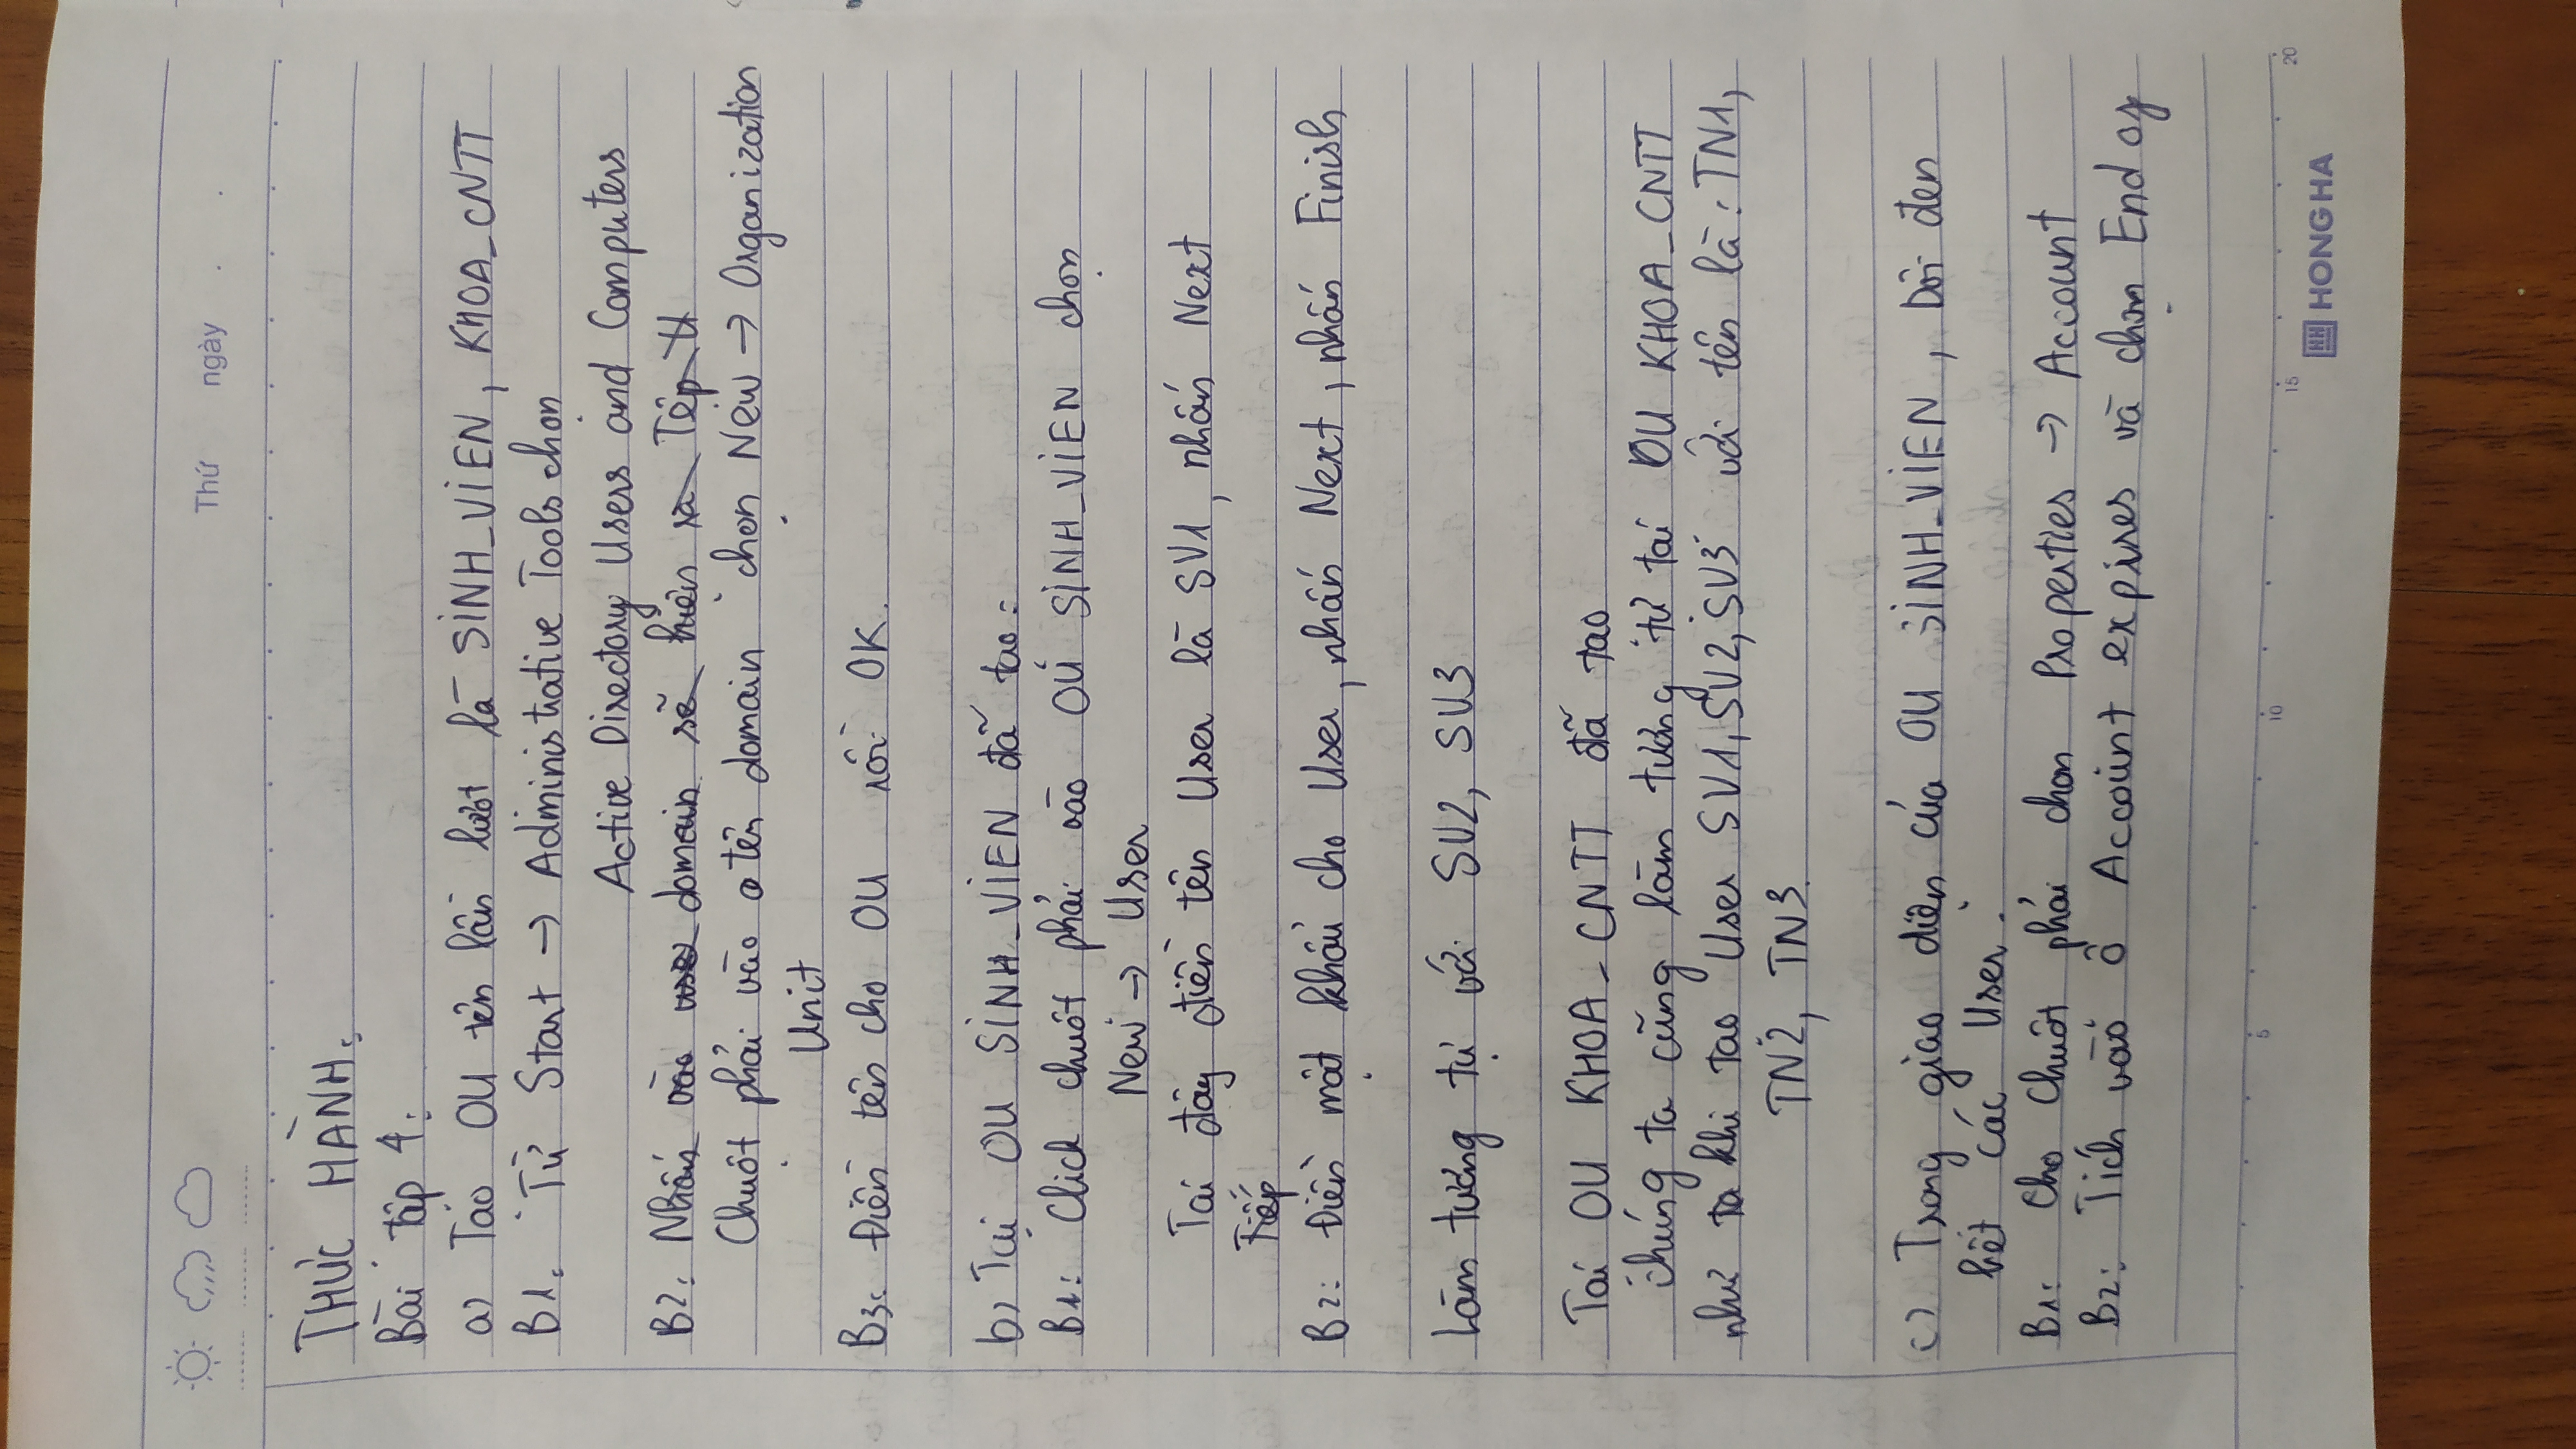 Thứ ngày . .
THỰC HÀNH:
Bài tập 4:
a) Tạo OU tên lần lượt là SINH_VIEN, KHOA_CNTT
B1: Từ Start → Administrative Tools chọn
Active Directory Users and Computers
B2: Nhấn vào use domain sẽ hiện ra Tệp
Chuột phải vào tên domain chọn New → Organization
Unit
B3: Điền tên cho OU rồi OK.
b) Tại OU SINH_VIEN đã tạo:
B1: Click chuột phải vào OU SINH_VIEN chọn
New → User
Tại đây điền tên User là SV1, nhấn Next
Tiếp
B2: Điền mật khẩu cho User, nhấn Next, nhấn Finish
Làm tương tự với SV2, SV3
Tại OU KHOA_CNTT đã tạo
chúng ta cũng làm tương tự tại OU KHOA_CNTT
như ta khi tạo User SV1, SV2, SV3 với tên là: TN1,
TN2, TN3.
c) Trong giao diện của OU SINH_VIEN, bôi đen
hết các User.
B1: Cho Chuột phải chọn Properties → Account
B2: Tích vào ô Account expires và chọn End of
5 10 15 20
HH HONG HA